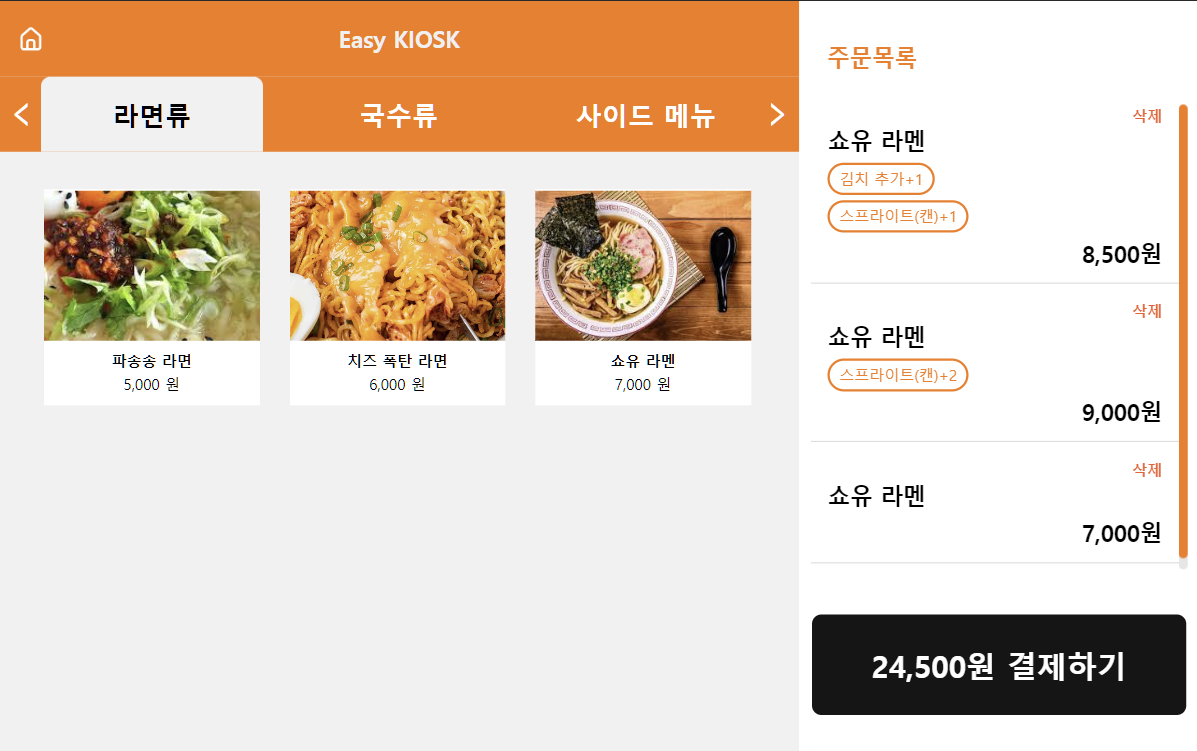 Easy KIOSK
라면류
국수류
사이드 메뉴
파송송 라면
5,000 원
치즈 폭탄 라면
6,000 원
쇼유 라멘
7,000 원
주문목록
삭제
쇼유 라멘
김치 추가+1
스프라이트(캔)+1
8,500원
삭제
쇼유 라멘
스프라이트(캔)+2
9,000원
삭제
쇼유 라멘
7,000원
24,500원 결제하기